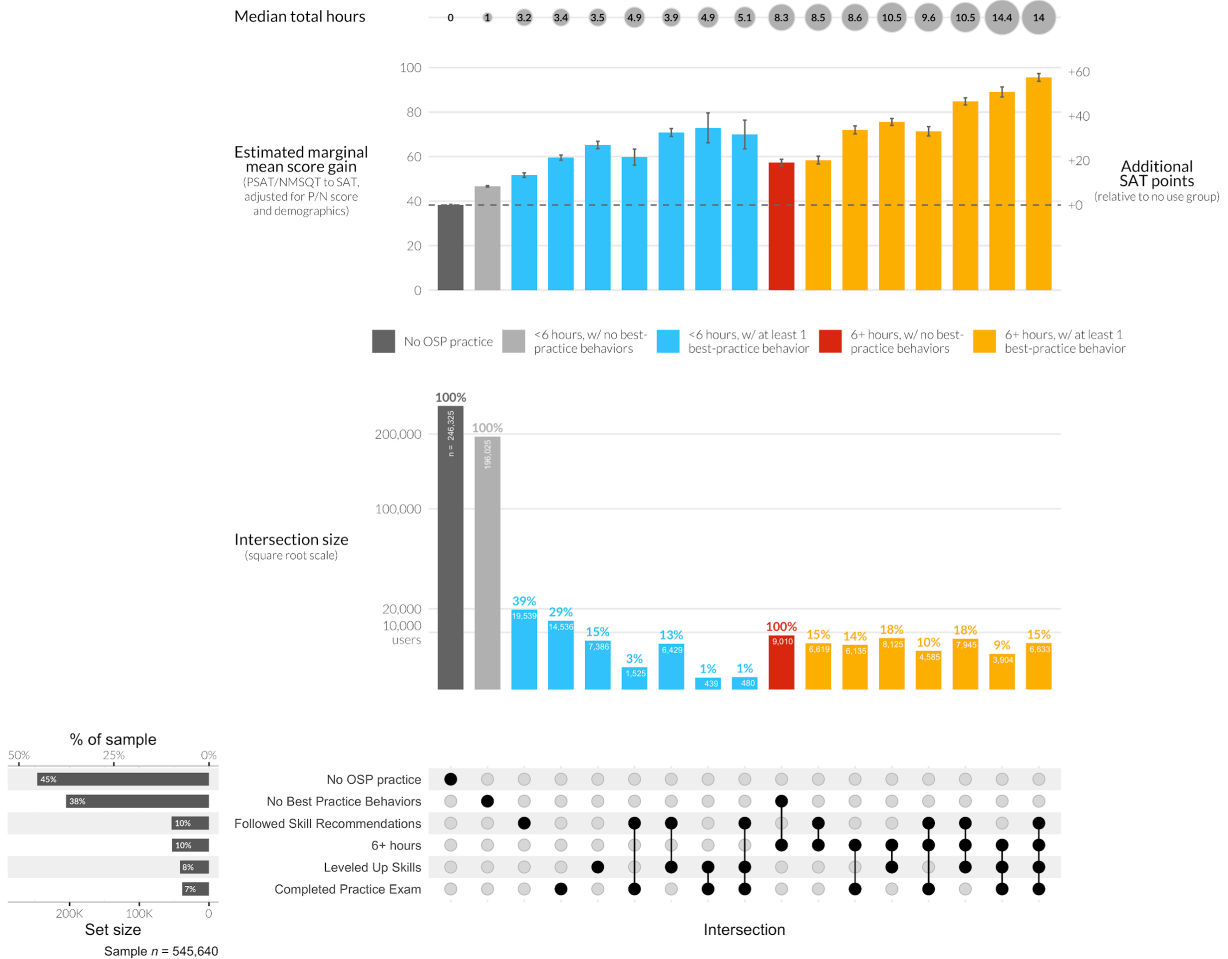 Median total hours
0 1 3.2 3.4 3.5 4.9 3.9 4.9 5.1 8.3 8.5 8.6 10.5 9.6 10.5 14.4 14
100
80
60
40
20
0
Estimated marginal
mean score gain
(PSAT/NMSQT to SAT,
adjusted for P/N score
and demographics)
+60
+40
+20
+0
Additional
SAT points
(relative to no use group)
No OSP practice
<6 hours, w/ no best-
practice behaviors
<6 hours, w/ at least 1
best-practice behavior
6+ hours, w/ no best-
practice behaviors
6+ hours, w/ at least 1
best-practice behavior
200,000
100,000
20,000
10,000
users
Intersection size
(square root scale)
100% 100% 39% 29% 15% 3% 13% 1% 1% 100% 15% 14% 18% 10% 18% 9% 15%
n = 246,325 196,025 19,539 14,536 7,386 1,525 6,429 439 480 9,010 6,619 6,135 8,125 4,585 7,945 3,904 6,633
% of sample
50% 25% 0%
45%
38%
10%
10%
8%
7%
200K 100K 0
Set size
Sample n = 545,640
No OSP practice
No Best Practice Behaviors
Followed Skill Recommendations
6+ hours
Leveled Up Skills
Completed Practice Exam
Intersection